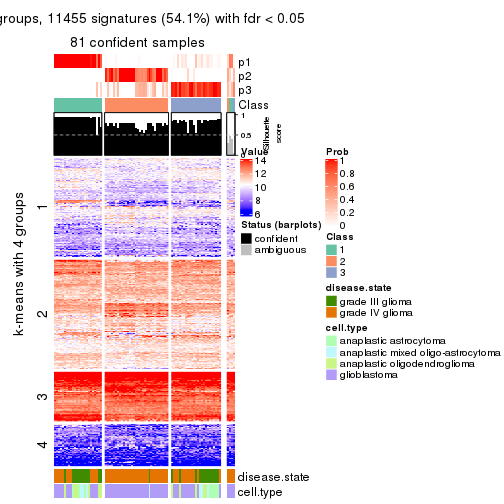 groups, 11455 signatures (54.1%) with fdr < 0.05
81 confident samples
p1
p2
p3
Class
1
0.5
0
Silhouette
score
k-means with 4 groups
1
2
3
4
disease.state
cell.type
Value
14
12
10
8
6
Status (barplots)
confident
ambiguous
Prob
1
0.8
0.6
0.4
0.2
0
Class
1
2
3
disease.state
grade III glioma
grade IV glioma
cell.type
anaplastic astrocytoma
anaplastic mixed oligo-astrocytoma
anaplastic oligodendroglioma
glioblastoma